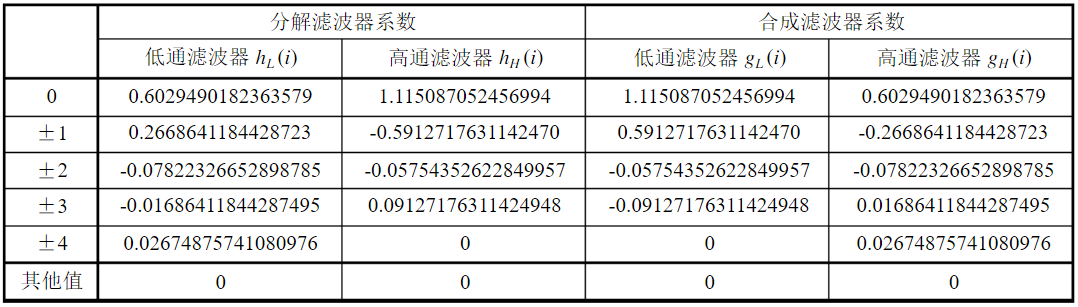 分解滤波器系数 合成滤波器系数
低通滤波器 hL(i) 高通滤波器 hH(i) 低通滤波器 gL(i) 高通滤波器 gH(i)
0 0.6029490182363579 1.115087052456994 1.115087052456994 0.6029490182363579
±1 0.2668641184428723 -0.5912717631142470 0.5912717631142470 -0.2668641184428723
±2 -0.07822326652898785 -0.05754352622849957 -0.05754352622849957 -0.07822326652898785
±3 -0.01686411844287495 0.09127176311424948 -0.09127176311424948 0.01686411844287495
±4 0.02674875741080976 0 0 0.02674875741080976
其他值 0 0 0 0